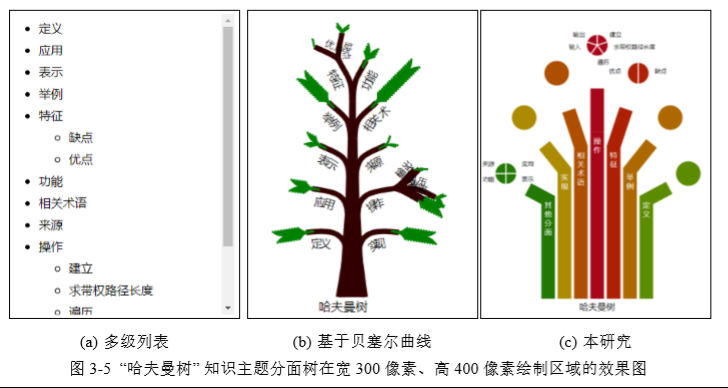 定义
应用
表示
举例
特征
缺点
优点
功能
相关术语
来源
操作
建立
求带权路径长度
遍历
优点
缺点
特征
功能
举例
相关术
表示
来源
应用
操作
定义
实现
哈夫曼树
输出
建立
输入
求带权路径长度
遍历
优点
缺点
来源
应用
功能
表示
其他分面
实现
相关术语
操作
特征
举例
定义
哈夫曼树
(a) 多级列表
(b) 基于贝塞尔曲线
(c) 本研究
图 3-5 “哈夫曼树” 知识主题分面树在宽 300 像素、高 400 像素绘制区域的效果图